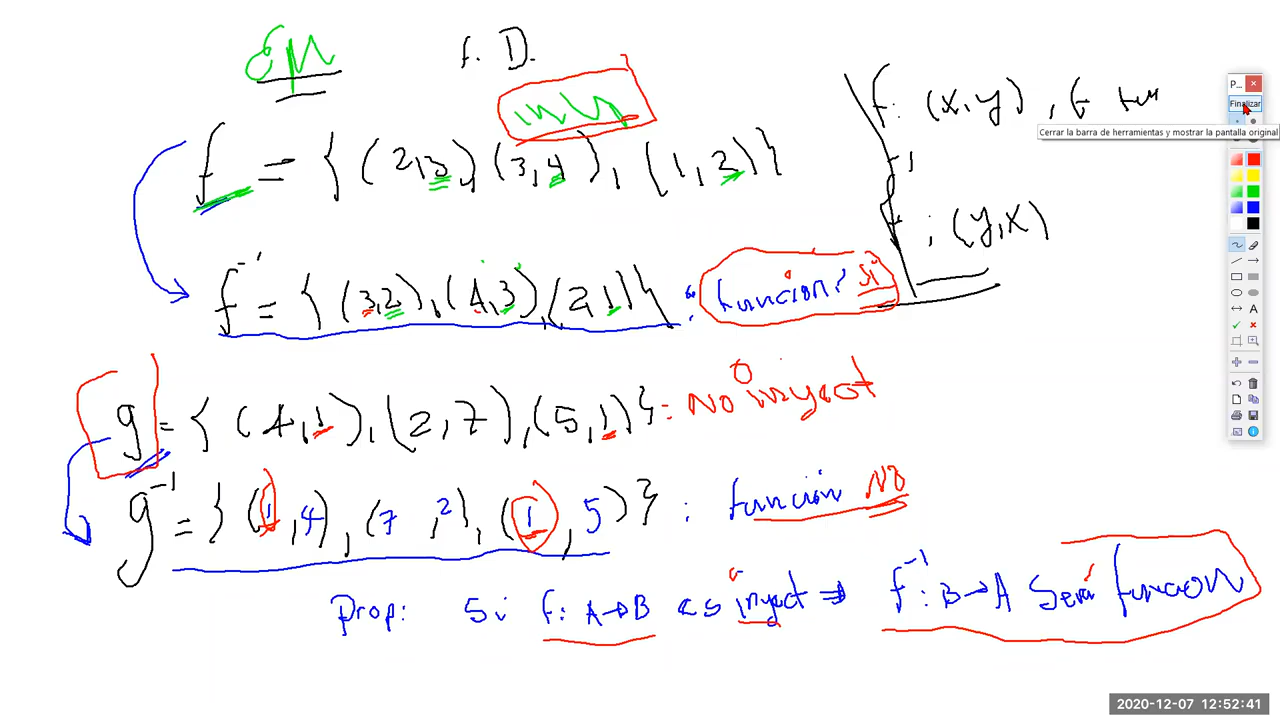 f. D.
f = { (2,3), (3,4), (1,2)}
f⁻¹ = { (3,2), (4,3), (2,1)} : función? Si
f: (x,y), 
f⁻¹: (y,x)
g = { (4,1), (2,7), (5,1)} : No inyect
g⁻¹ = { (1,4), (7,2), (1,5)} : función NO
Prop: Si f: A→B es inyect ⇒ f⁻¹: B→A Será función
P...
Finalizar
Cerrar la barra de herramientas y mostrar la pantalla original
A
2020-12-07 12:52:41